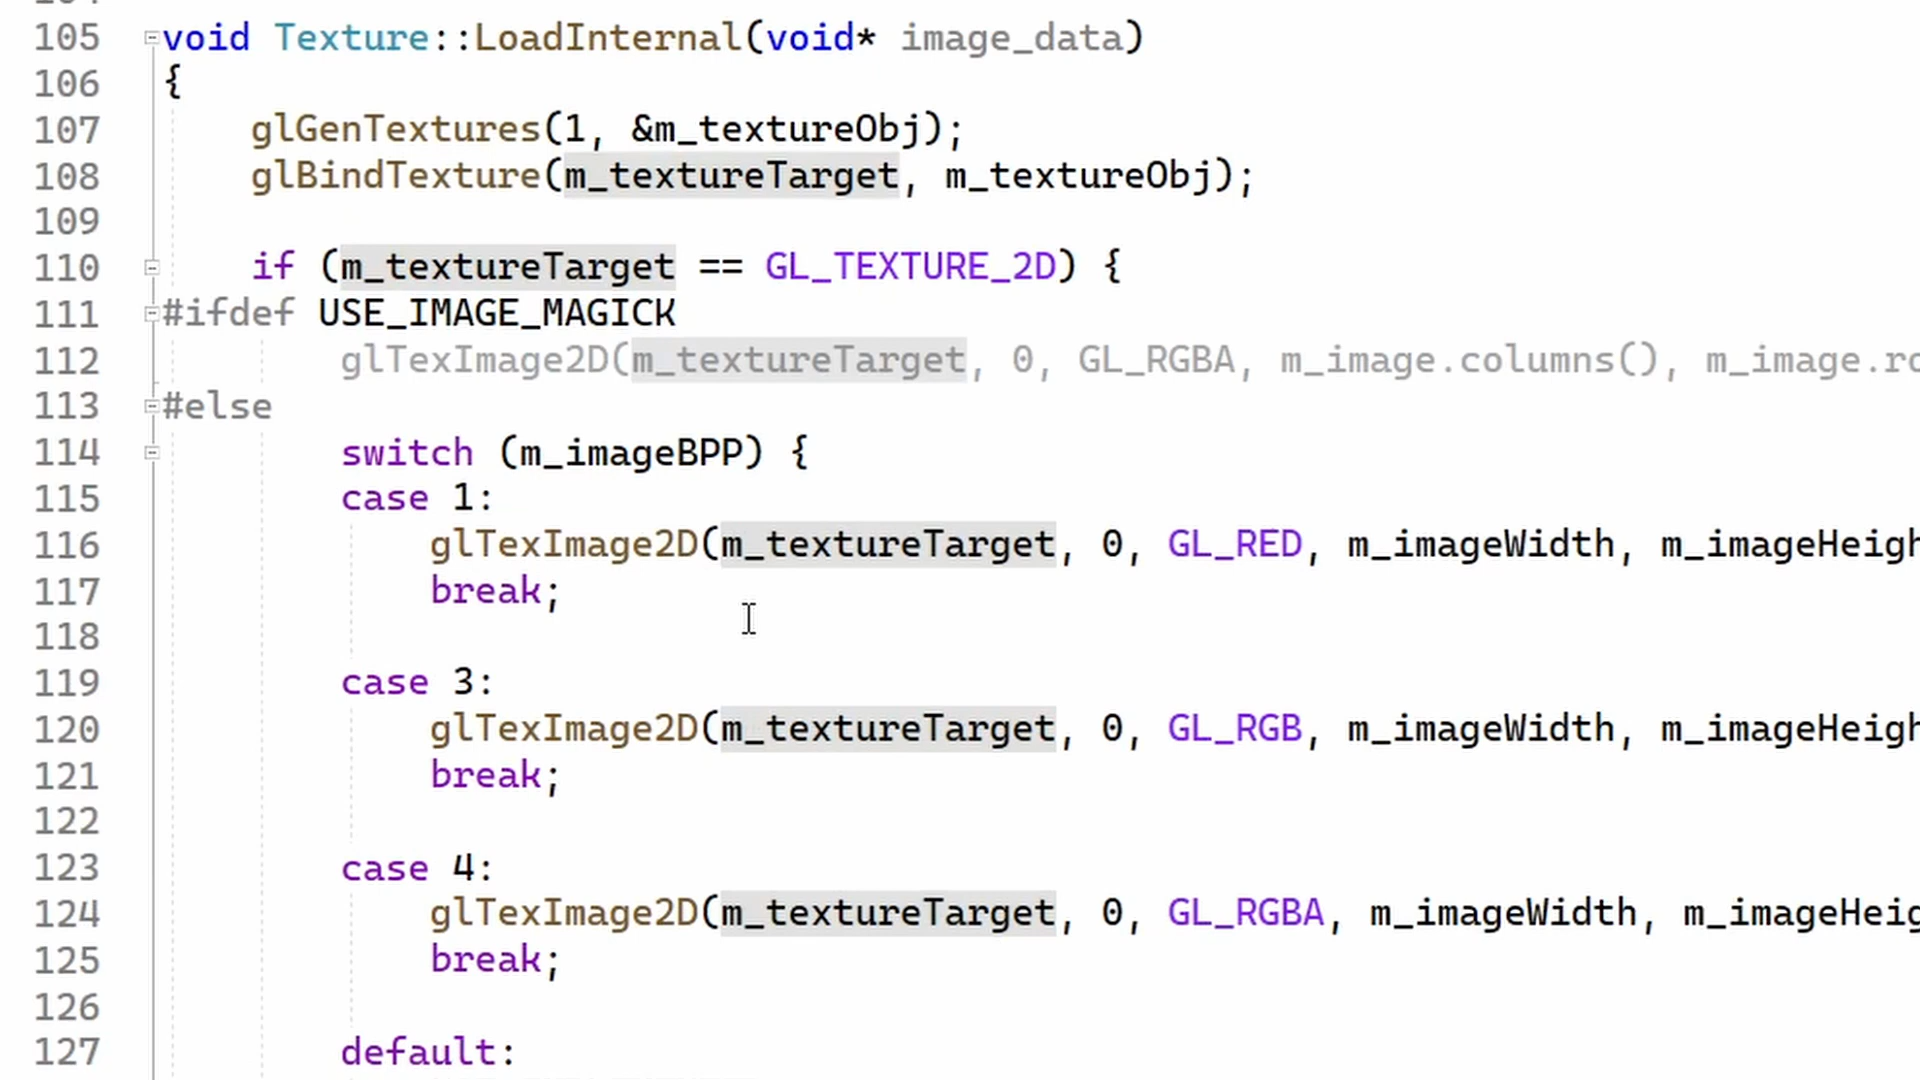 105 void Texture::LoadInternal(void* image_data)
106 {
107 glGenTextures(1, &m_textureObj);
108 glBindTexture(m_textureTarget, m_textureObj);
109
110 if (m_textureTarget == GL_TEXTURE_2D) {
111 #ifdef USE_IMAGE_MAGICK
112 glTexImage2D(m_textureTarget, 0, GL_RGBA, m_image.columns(), m_image.ro
113 #else
114 switch (m_imageBPP) {
115 case 1:
116 glTexImage2D(m_textureTarget, 0, GL_RED, m_imageWidth, m_imageHeigh
117 break;
118
119 case 3:
120 glTexImage2D(m_textureTarget, 0, GL_RGB, m_imageWidth, m_imageHeigh
121 break;
122
123 case 4:
124 glTexImage2D(m_textureTarget, 0, GL_RGBA, m_imageWidth, m_imageHeig
125 break;
126
127 default: